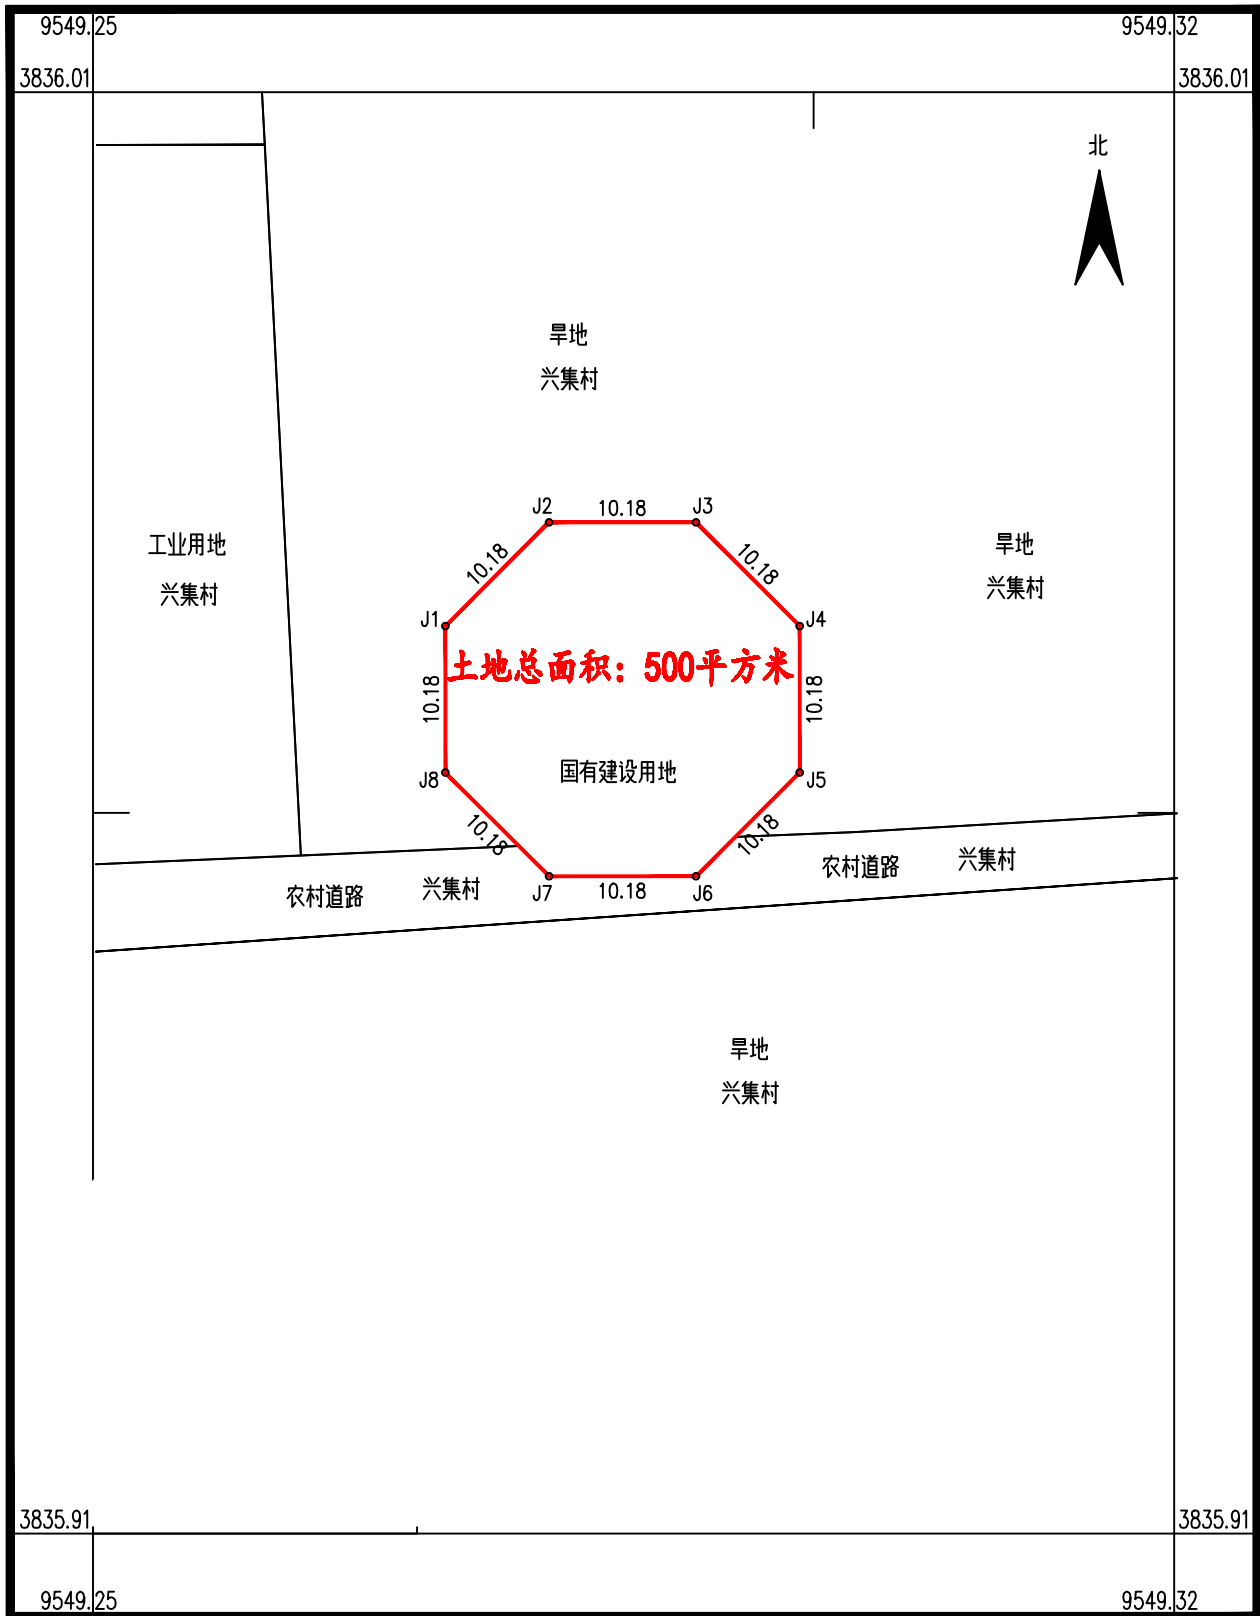 9549.25
9549.32
3836.01
3836.01
北
旱地
兴集村
J2
10.18
J3
工业用地
兴集村
10.18
10.18
旱地
兴集村
J1
J4
土地总面积：500平方米
10.18
10.18
国有建设用地
J8
J5
10.18
10.18
农村道路
兴集村
J7
10.18
J6
农村道路
兴集村
旱地
兴集村
3835.91
3835.91
9549.25
9549.32